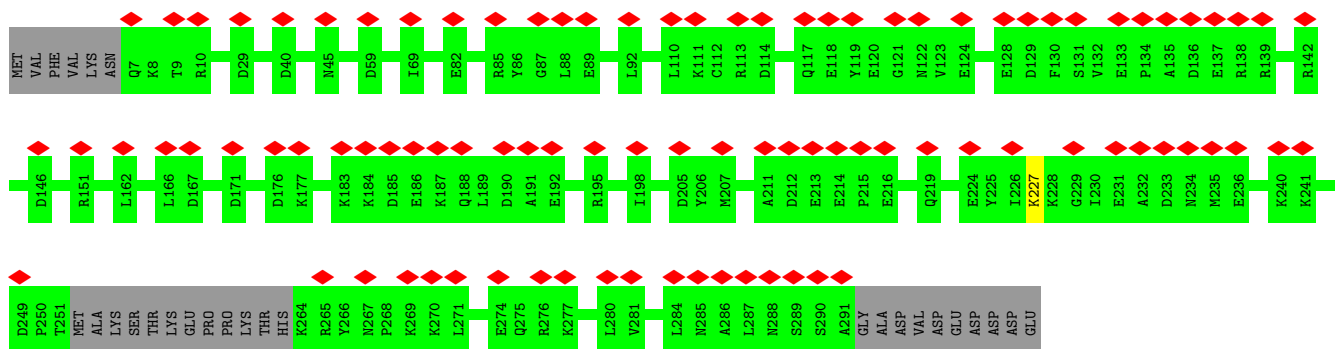 MET VAL PHE VAL LYS ASN Q7 K8 T9 R10 D29 D40 N45 D59 I69 E82 R85 Y86 G87 L88 E89 L92 L110 K111 C112 R113 D114 Q117 E118 Y119 E120 G121 N122 V123 E124 E128 D129 F130 S131 V132 E133 P134 A135 D136 E137 R138 R139 R142
D146 R151 L162 L166 D167 D171 D176 K177 K183 K184 D185 E186 K187 Q188 L189 D190 A191 E192 R195 I198 D205 Y206 M207 A211 D212 E213 E214 P215 E216 Q219 E224 Y225 I226 K227 K228 G229 I230 E231 A232 D233 N234 M235 E236 K240 K241
D249 P250 T251 MET ALA LYS SER THR LYS GLU PRO PRO LYS THR HIS K264 R265 Y266 N267 P268 K269 K270 L271 E274 Q275 R276 K277 L280 V281 L284 N285 A286 L287 N288 S289 S290 A291 GLY ALA ASP VAL ASP GLU ASP ASP ASP GLU